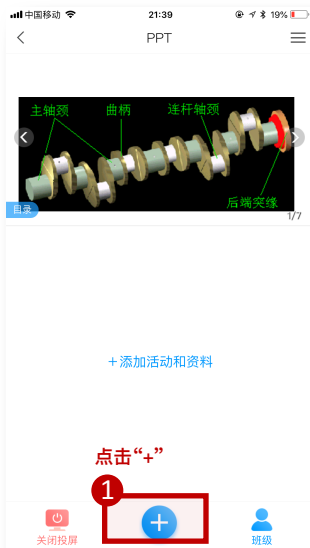 中国移动 21:39 19%
PPT
主轴颈 曲柄 连杆轴颈
后端突缘
目录
1/7
+添加活动和资料
点击“+”
1
关闭投屏 班级